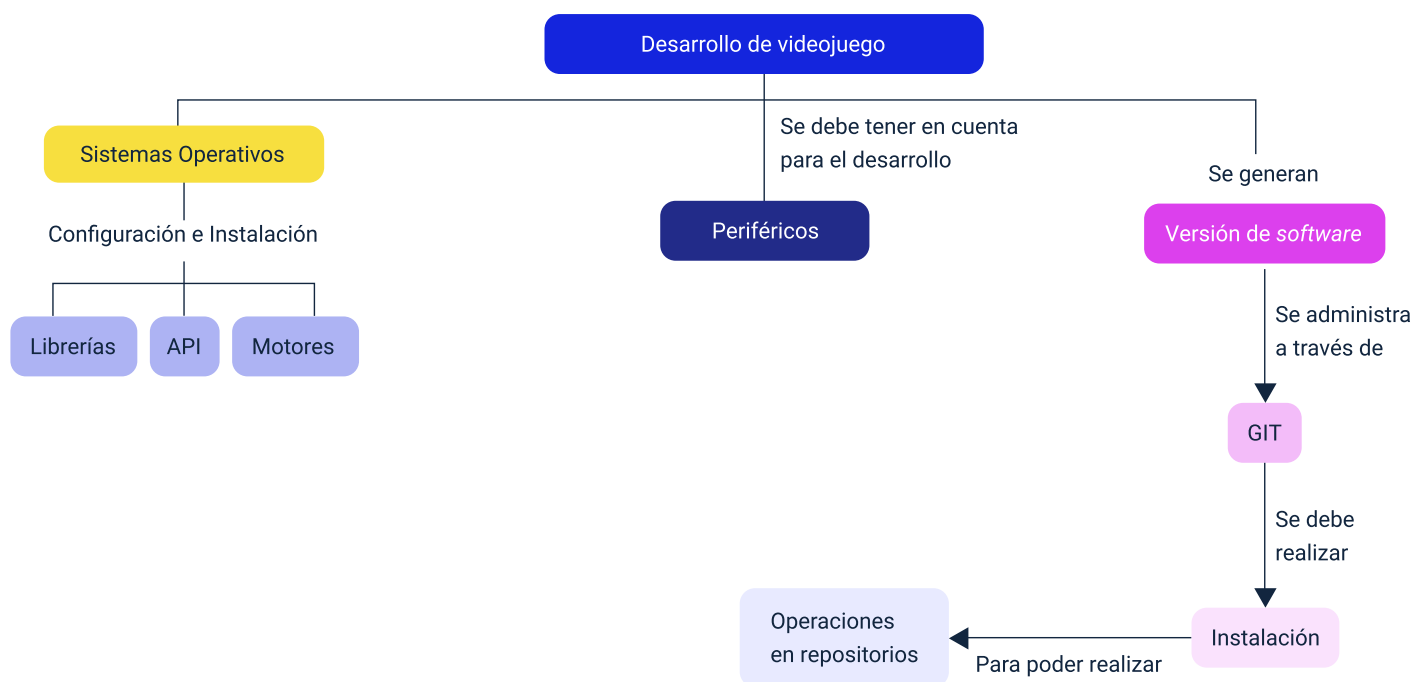 Desarrollo de videojuego
Sistemas Operativos
Configuración e Instalación
Librerías
API
Motores
Se debe tener en cuenta
para el desarrollo
Periféricos
Se generan
Versión de software
Se administra
a través de
GIT
Se debe
realizar
Instalación
Para poder realizar
Operaciones
en repositorios